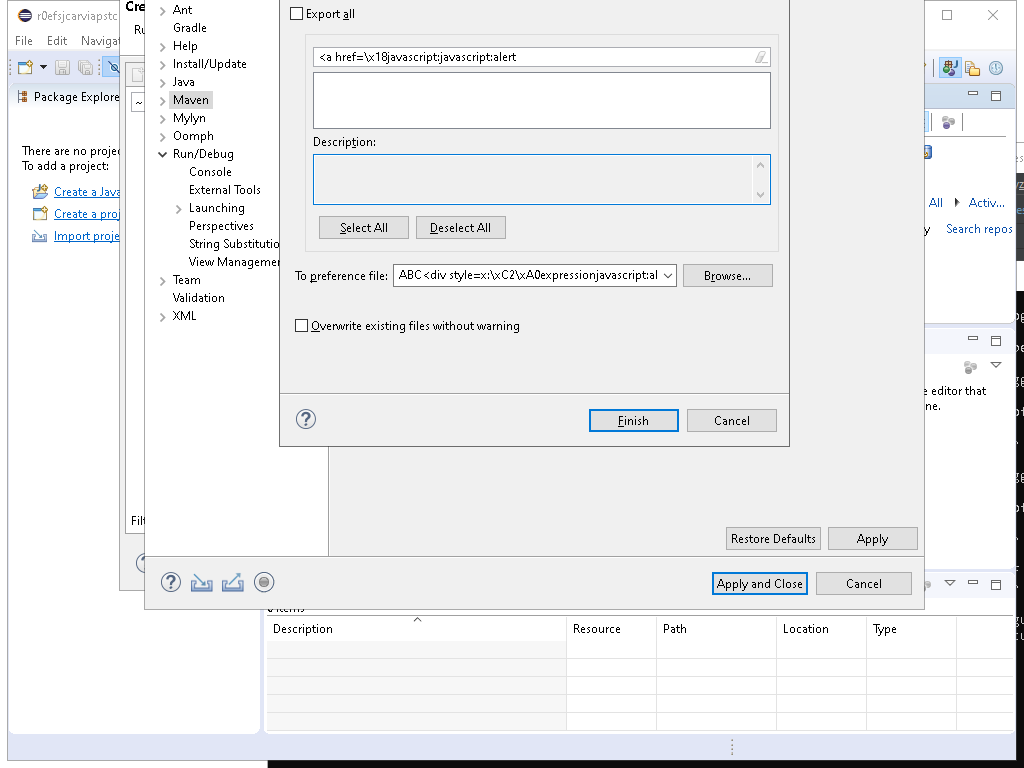 r0efsjcarviapstc
File Edit Navigat
Package Explore
There are no projec
To add a project:
Create a Java
Create a proj
Import proje
Cre
Ru
~
Filt
Ant
Gradle
Help
Install/Update
Java
Maven
Mylyn
Oomph
Run/Debug
Console
External Tools
Launching
Perspectives
String Substitutio
View Managemen
Team
Validation
XML
Export all
<a href=\x18javascript:javascript:alert
Description:
Select All Deselect All
To preference file: ABC<div style=x:\xC2\xA0expressionjavascript:al Browse...
Overwrite existing files without warning
Finish Cancel
Restore Defaults Apply
Apply and Close Cancel
All Activ...
y Search repos
e editor that
ne.
Description Resource Path Location Type